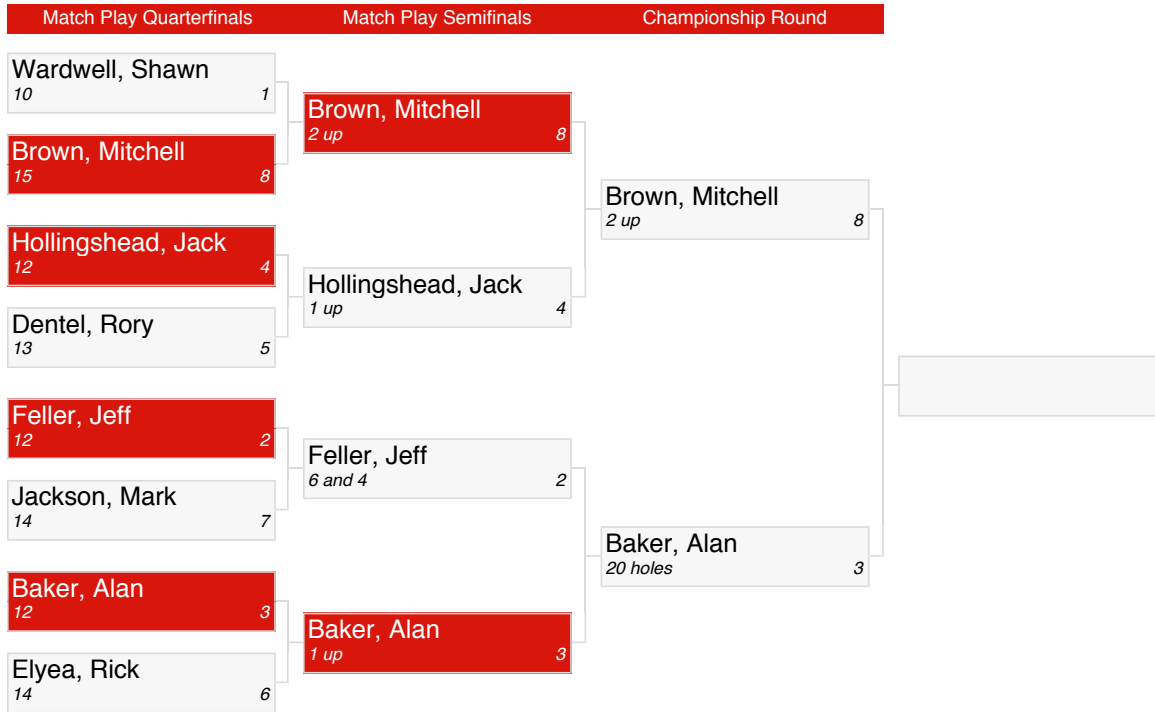 Match Play Quarterfinals
Match Play Semifinals
Championship Round
Wardwell, Shawn
10 1
Brown, Mitchell
15 8
Hollingshead, Jack
12 4
Dentel, Rory
13 5
Feller, Jeff
12 2
Jackson, Mark
14 7
Baker, Alan
12 3
Elyea, Rick
14 6
Brown, Mitchell
2 up 8
Hollingshead, Jack
1 up 4
Feller, Jeff
6 and 4 2
Baker, Alan
1 up 3
Brown, Mitchell
2 up 8
Baker, Alan
20 holes 3